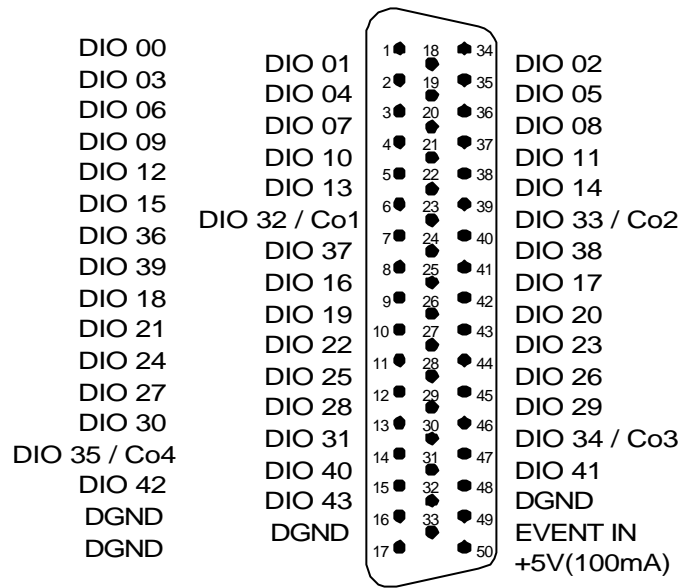 DIO 00 1 18 34
DIO 01 DIO 02
DIO 03 2 19 35
DIO 04 DIO 05
DIO 06 3 20 36
DIO 07 DIO 08
DIO 09 4 21 37
DIO 10 DIO 11
DIO 12 5 22 38
DIO 13 DIO 14
DIO 15 6 23 39
DIO 32 / Co1 DIO 33 / Co2
DIO 36 7 24 40
DIO 37 DIO 38
DIO 39 8 25 41
DIO 16 DIO 17
DIO 18 9 26 42
DIO 19 DIO 20
DIO 21 10 27 43
DIO 22 DIO 23
DIO 24 11 28 44
DIO 25 DIO 26
DIO 27 12 29 45
DIO 28 DIO 29
DIO 30 13 30 46
DIO 31 DIO 34 / Co3
DIO 35 / Co4 14 31 47
DIO 40 DIO 41
DIO 42 15 32 48
DIO 43 DGND
DGND 16 33 49
DGND EVENT IN
DGND 17 50
+5V(100mA)